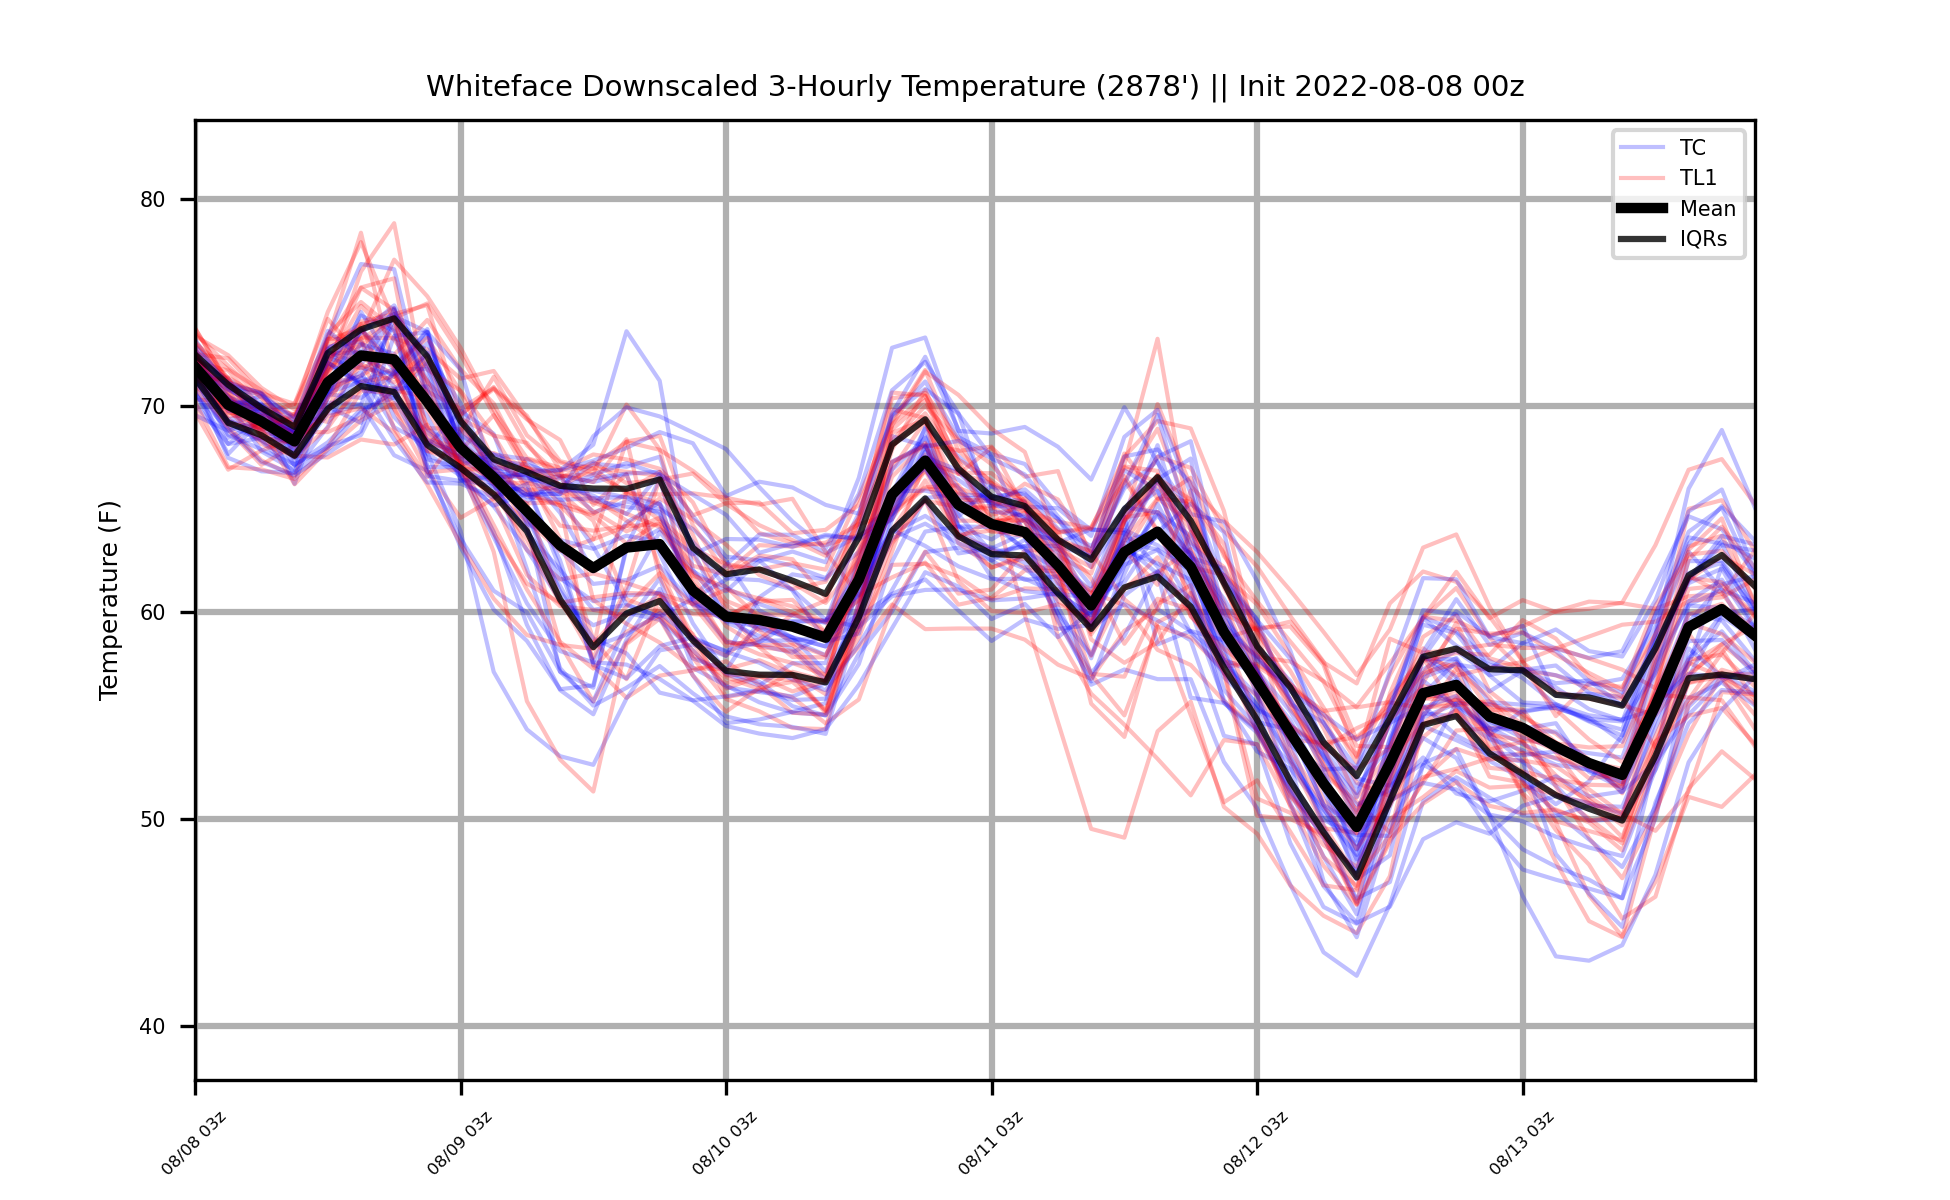 Whiteface Downscaled 3-Hourly Temperature (2878') || Init 2022-08-08 00z
TC
TL1
Mean
IQRs
Temperature (F)
80
70
60
50
40
08/08 03z
08/09 03z
08/10 03z
08/11 03z
08/12 03z
08/13 03z